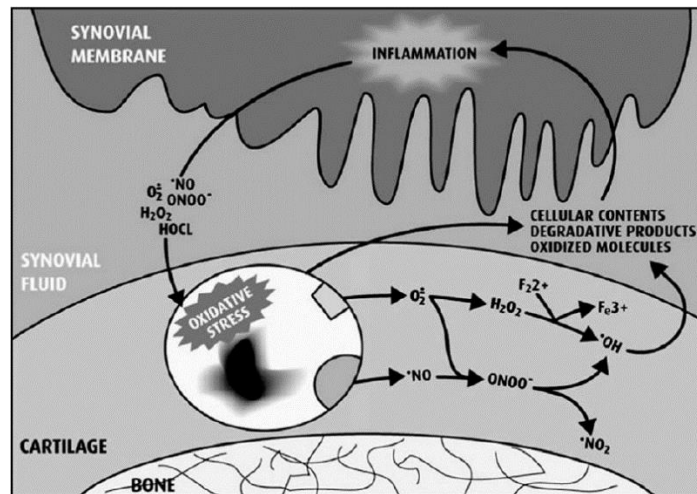 SYNOVIAL
MEMBRANE
INFLAMMATION
O₂∸ •NO
ONOO⁻
H₂O₂
HOCL
SYNOVIAL
FLUID
CELLULAR CONTENTS
DEGRADATIVE PRODUCTS
OXIDIZED MOLECULES
OXIDATIVE
STRESS
O₂∸
H₂O₂
F₂2+
Fₑ3+
•OH
•NO
ONOO⁻
•NO₂
CARTILAGE
BONE